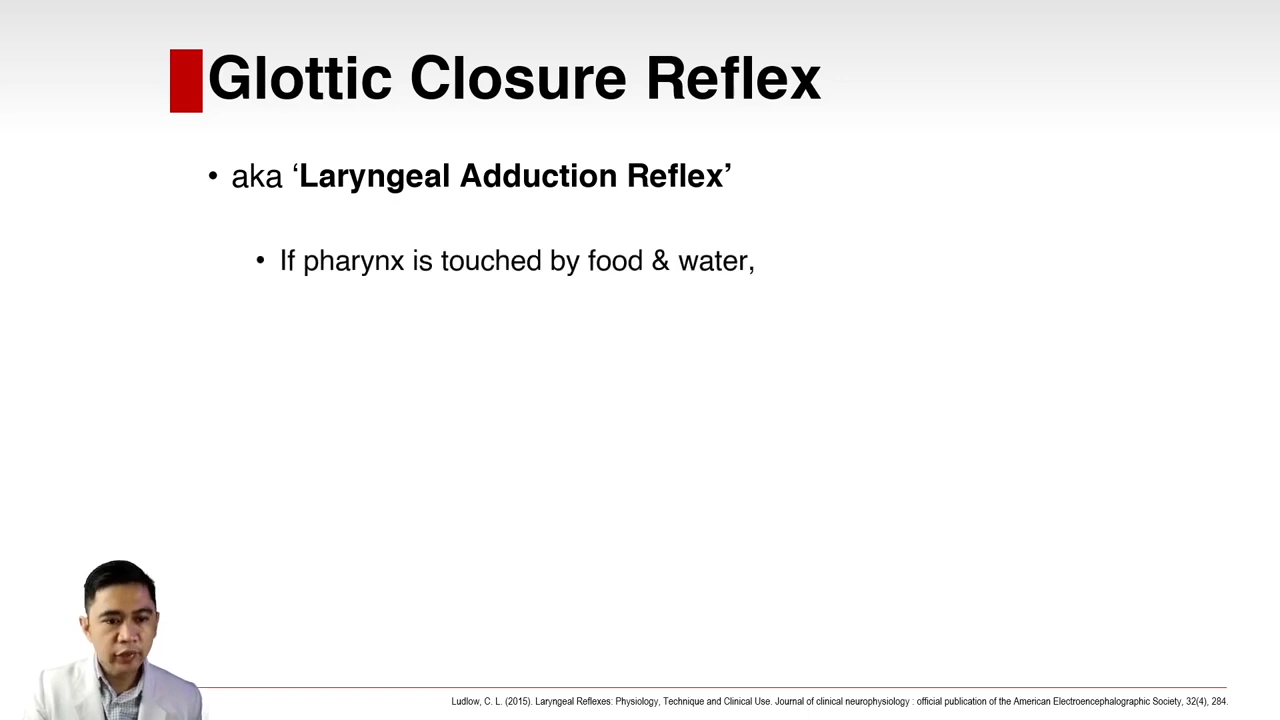 Glottic Closure Reflex
• aka ‘Laryngeal Adduction Reflex’
• If pharynx is touched by food & water,
Ludlow, C. L. (2015). Laryngeal Reflexes: Physiology, Technique and Clinical Use. Journal of clinical neurophysiology : official publication of the American Electroencephalographic Society, 32(4), 284.